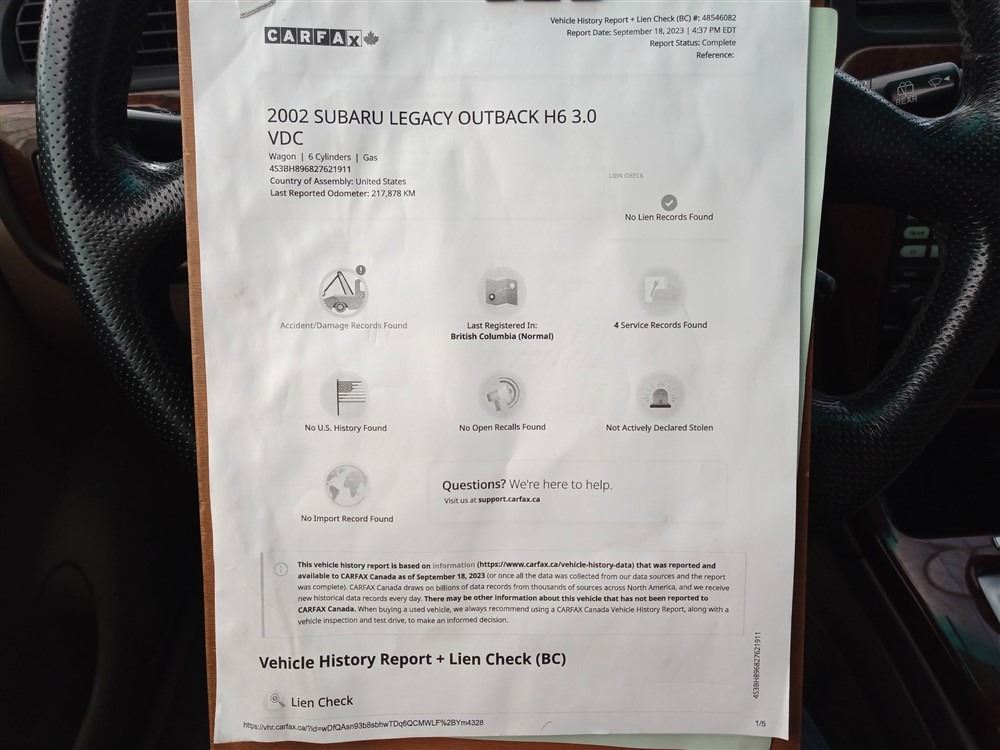 CARFAX
Vehicle History Report + Lien Check (BC) #: 48546082
Report Date: September 18, 2023 | 4:37 PM EDT
Report Status: Complete
Reference:
REAR
2002 SUBARU LEGACY OUTBACK H6 3.0
VDC
Wagon | 6 Cylinders | Gas
4S3BH896827621911
Country of Assembly: United States
Last Reported Odometer: 217,878 KM
LIEN CHECK
No Lien Records Found
Accident/Damage Records Found
Last Registered In:
British Columbia (Normal)
4 Service Records Found
No U.S. History Found
No Open Recalls Found
Not Actively Declared Stolen
No Import Record Found
Questions? We're here to help.
Visit us at support.carfax.ca
This vehicle history report is based on information (https://www.carfax.ca/vehicle-history-data) that was reported and
available to CARFAX Canada as of September 18, 2023 (or once all the data was collected from our data sources and the report
was complete). CARFAX Canada draws on billions of data records from thousands of sources across North America, and we receive
new historical data records every day. There may be other information about this vehicle that has not been reported to
CARFAX Canada. When buying a used vehicle, we always recommend using a CARFAX Canada Vehicle History Report, along with a
vehicle inspection and test drive, to make an informed decision.
Vehicle History Report + Lien Check (BC)
Lien Check
4S3BH896827621911
https://vhr.carfax.ca/?id=wDfQAsn93b8sbhwTDq6QCMWLF%2BYm4328
1/5